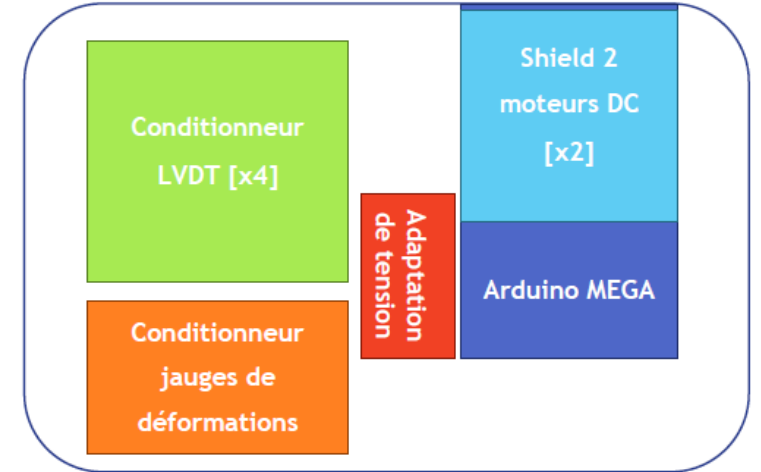 Conditionneur
LVDT [x4]
Conditionneur
jauges de
déformations
Adaptation
de tension
Shield 2
moteurs DC
[x2]
Arduino MEGA